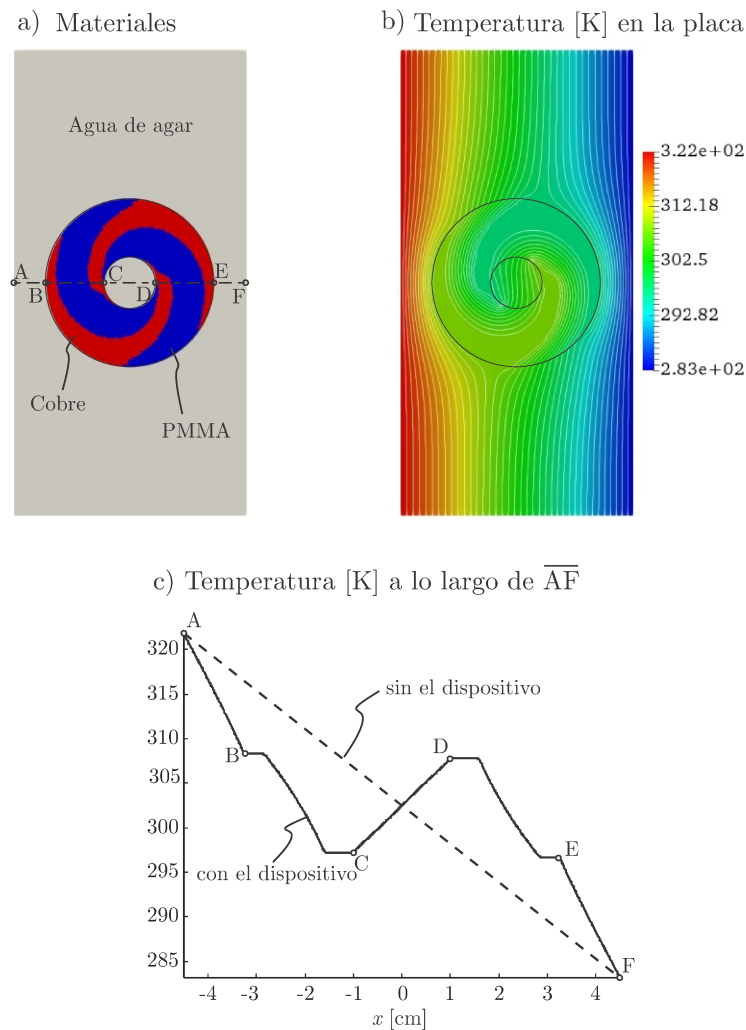 a) Materiales
b) Temperatura [K] en la placa
Agua de agar
A
B
C
D
E
F
Cobre
PMMA
3.22e+02
312.18
302.5
292.82
2.83e+02
c) Temperatura [K] a lo largo de AF
A
320
315
310
305
300
295
290
285
sin el dispositivo
B
D
C
E
con el dispositivo
F
-4 -3 -2 -1 0 1 2 3 4
x [cm]